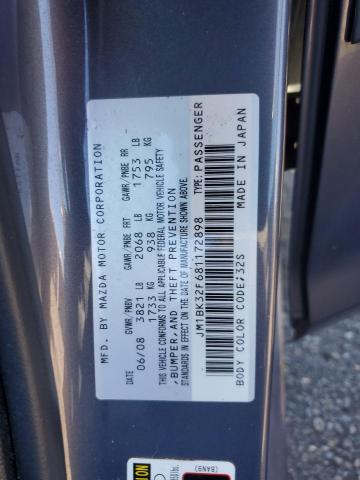 MFD. BY MAZDA MOTOR CORPORATION
DATE GVWR/PNBV GAWR/PNBE FRT GAWR/PNBE RR
06/08 3821 LB 2068 LB 1753 LB
1733 KG 938 KG 795 KG
THIS VEHICLE CONFORMS TO ALL APPLICABLE FEDERAL MOTOR VEHICLE SAFETY
STANDARDS IN EFFECT ON THE DATE OF MANUFACTURE SHOWN ABOVE.
,BUMPER,AND THEFT PREVENTION
JM1BK32F681172898 TYPE:PASSENGER
BODY COLOR CODE/32S MADE IN JAPAN
(BAN9)